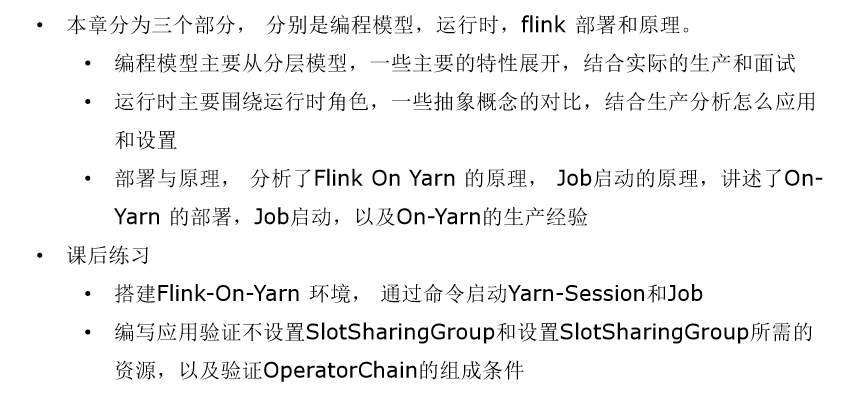 • 本章分为三个部分， 分别是编程模型，运行时，flink 部署和原理。
• 编程模型主要从分层模型，一些主要的特性展开，结合实际的生产和面试
• 运行时主要围绕运行时角色，一些抽象概念的对比，结合生产分析怎么应用
和设置
• 部署与原理， 分析了Flink On Yarn 的原理， Job启动的原理，讲述了On-
Yarn 的部署，Job启动，以及On-Yarn的生产经验
• 课后练习
• 搭建Flink-On-Yarn 环境， 通过命令启动Yarn-Session和Job
• 编写应用验证不设置SlotSharingGroup和设置SlotSharingGroup所需的
资源，以及验证OperatorChain的组成条件